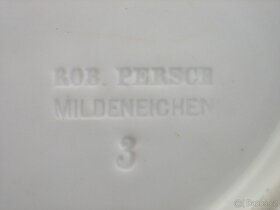 ROB. PERSCH
MILDENEICHEN
3